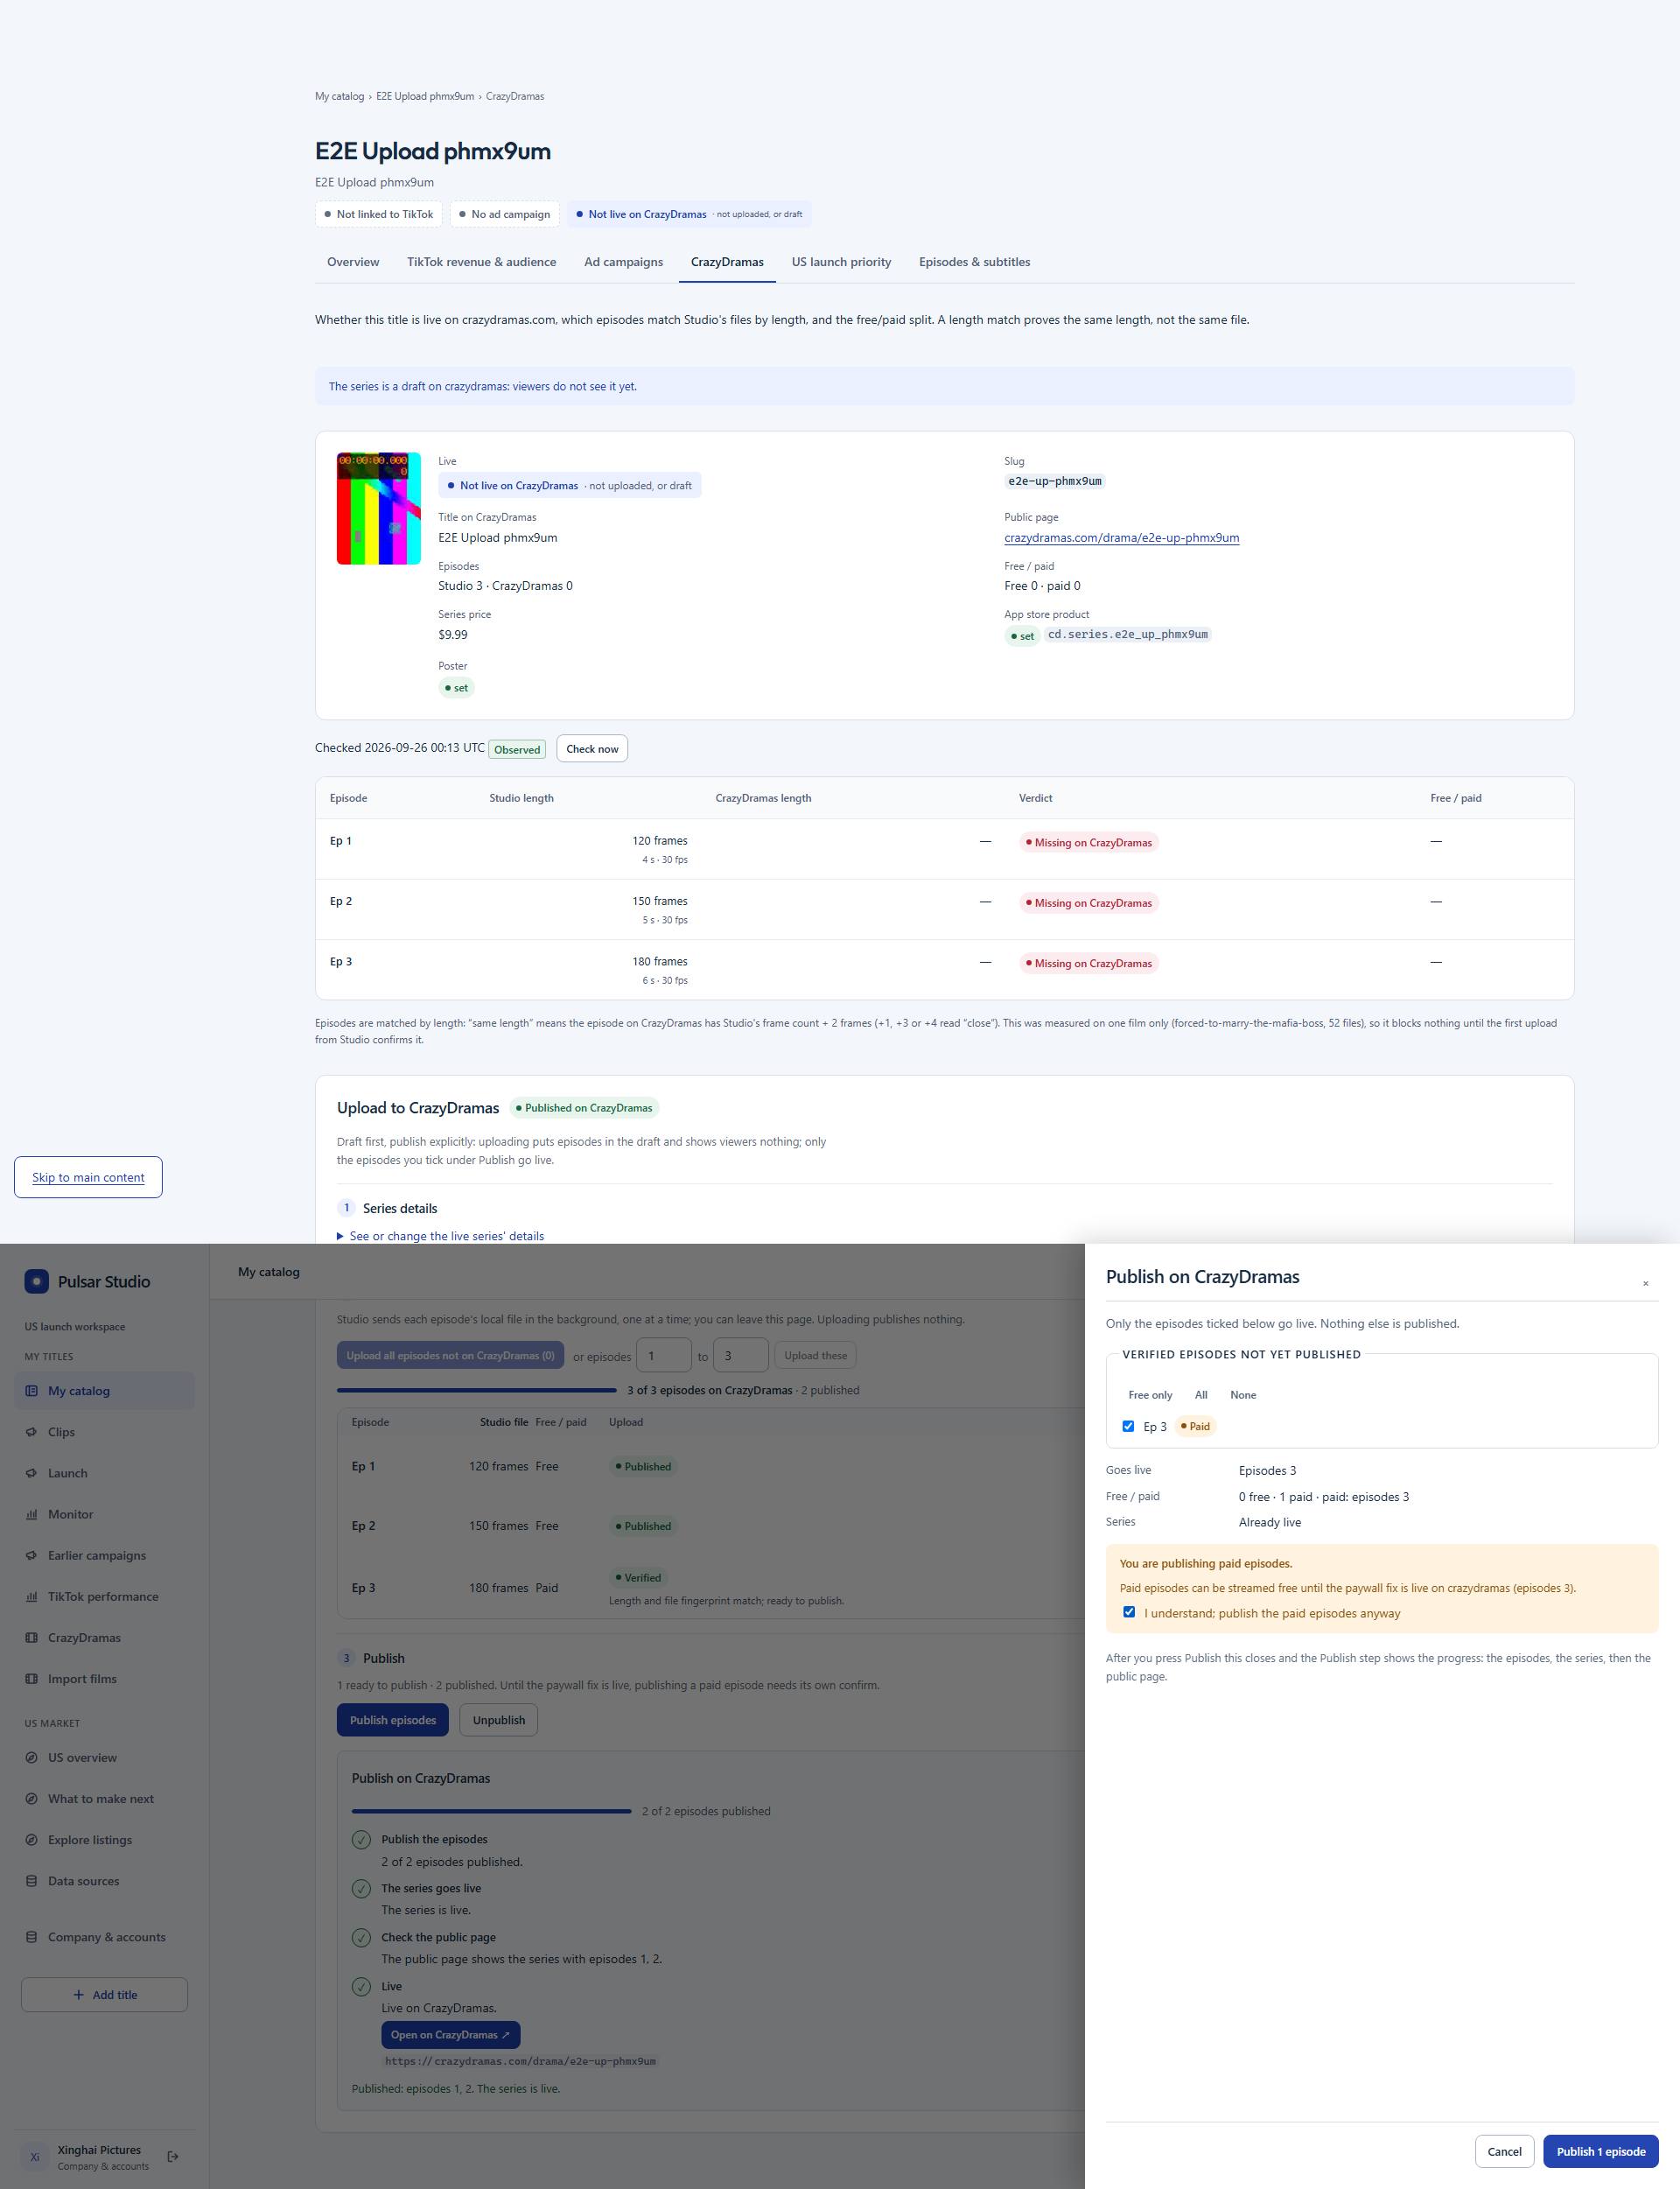 My catalog › E2E Upload phmx9um › CrazyDramas
E2E Upload phmx9um
E2E Upload phmx9um
Not linked to TikTok
No ad campaign
Not live on CrazyDramas · not uploaded, or draft
Overview
TikTok revenue & audience
Ad campaigns
CrazyDramas
US launch priority
Episodes & subtitles
Whether this title is live on crazydramas.com, which episodes match Studio's files by length, and the free/paid split. A length match proves the same length, not the same file.
The series is a draft on crazydramas: viewers do not see it yet.
00:00:00.000
0
Live
Not live on CrazyDramas · not uploaded, or draft
Slug
e2e-up-phmx9um
Title on CrazyDramas
E2E Upload phmx9um
Public page
crazydramas.com/drama/e2e-up-phmx9um
Episodes
Studio 3 · CrazyDramas 0
Free / paid
Free 0 · paid 0
Series price
$9.99
App store product
set cd.series.e2e_up_phmx9um
Poster
set
Checked 2026-09-26 00:13 UTC Observed Check now
Episode Studio length CrazyDramas length Verdict Free / paid
Ep 1 120 frames — Missing on CrazyDramas —
4 s · 30 fps
Ep 2 150 frames — Missing on CrazyDramas —
5 s · 30 fps
Ep 3 180 frames — Missing on CrazyDramas —
6 s · 30 fps
Episodes are matched by length: “same length” means the episode on CrazyDramas has Studio's frame count + 2 frames (+1, +3 or +4 read “close”). This was measured on one film only (forced-to-marry-the-mafia-boss, 52 files), so it blocks nothing until the first upload
from Studio confirms it.
Upload to CrazyDramas Published on CrazyDramas
Draft first, publish explicitly: uploading puts episodes in the draft and shows viewers nothing; only
the episodes you tick under Publish go live.
Skip to main content
1 Series details
See or change the live series' details
Pulsar Studio
US launch workspace
MY TITLES
My catalog
Clips
Launch
Monitor
Earlier campaigns
TikTok performance
CrazyDramas
Import films
US MARKET
US overview
What to make next
Explore listings
Data sources
Company & accounts
+ Add title
Xi
Xinghai Pictures
Company & accounts
My catalog
Studio sends each episode's local file in the background, one at a time; you can leave this page. Uploading publishes nothing.
Upload all episodes not on CrazyDramas (0) or episodes 1 to 3 Upload these
3 of 3 episodes on CrazyDramas · 2 published
Episode Studio file Free / paid Upload
Ep 1 120 frames Free Published
Ep 2 150 frames Free Published
Ep 3 180 frames Paid Verified
Length and file fingerprint match; ready to publish.
3 Publish
1 ready to publish · 2 published. Until the paywall fix is live, publishing a paid episode needs its own confirm.
Publish episodes Unpublish
Publish on CrazyDramas
2 of 2 episodes published
Publish the episodes
2 of 2 episodes published.
The series goes live
The series is live.
Check the public page
The public page shows the series with episodes 1, 2.
Live
Live on CrazyDramas.
Open on CrazyDramas ↗
https://crazydramas.com/drama/e2e-up-phmx9um
Published: episodes 1, 2. The series is live.
Publish on CrazyDramas
×
Only the episodes ticked below go live. Nothing else is published.
VERIFIED EPISODES NOT YET PUBLISHED
Free only All None
Ep 3 Paid
Goes live Episodes 3
Free / paid 0 free · 1 paid · paid: episodes 3
Series Already live
You are publishing paid episodes.
Paid episodes can be streamed free until the paywall fix is live on crazydramas (episodes 3).
I understand; publish the paid episodes anyway
After you press Publish this closes and the Publish step shows the progress: the episodes, the series, then the
public page.
Cancel Publish 1 episode